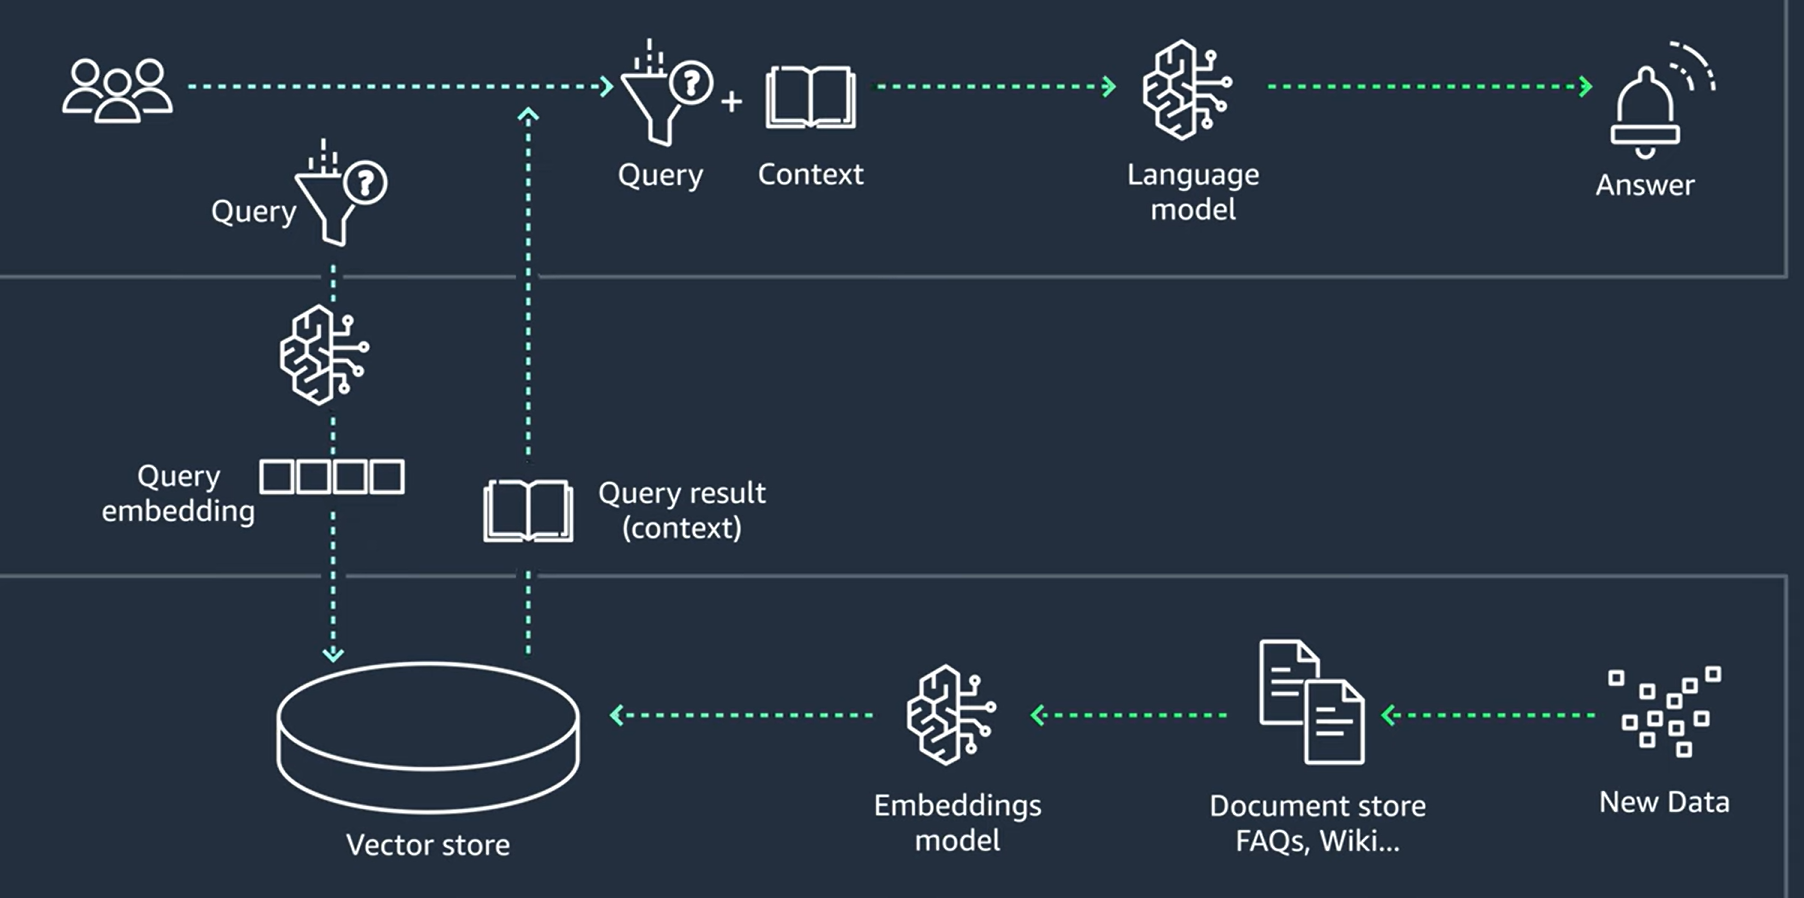 Query
Context
Language
model
Answer
Query
Query
embedding
Query result
(context)
Vector store
Embeddings
model
Document store
FAQs, Wiki...
New Data